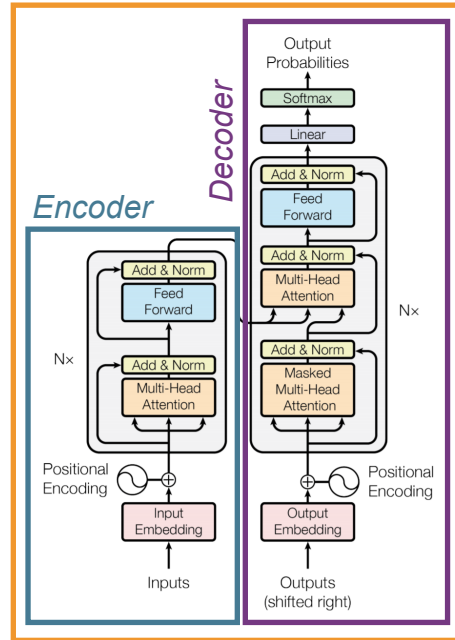 Output
Probabilities
Softmax
Linear
Decoder
Add & Norm
Feed
Forward
Add & Norm
Multi-Head
Attention
Nx
Add & Norm
Masked
Multi-Head
Attention
Positional
Encoding
Output
Embedding
Outputs
(shifted right)
Encoder
Add & Norm
Feed
Forward
Nx
Add & Norm
Multi-Head
Attention
Positional
Encoding
Input
Embedding
Inputs